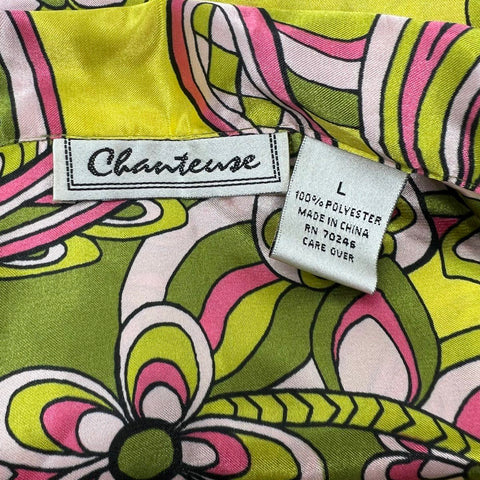 Chanteuse
L
100% POLYESTER
MADE IN CHINA
RN 70246
CARE OVER